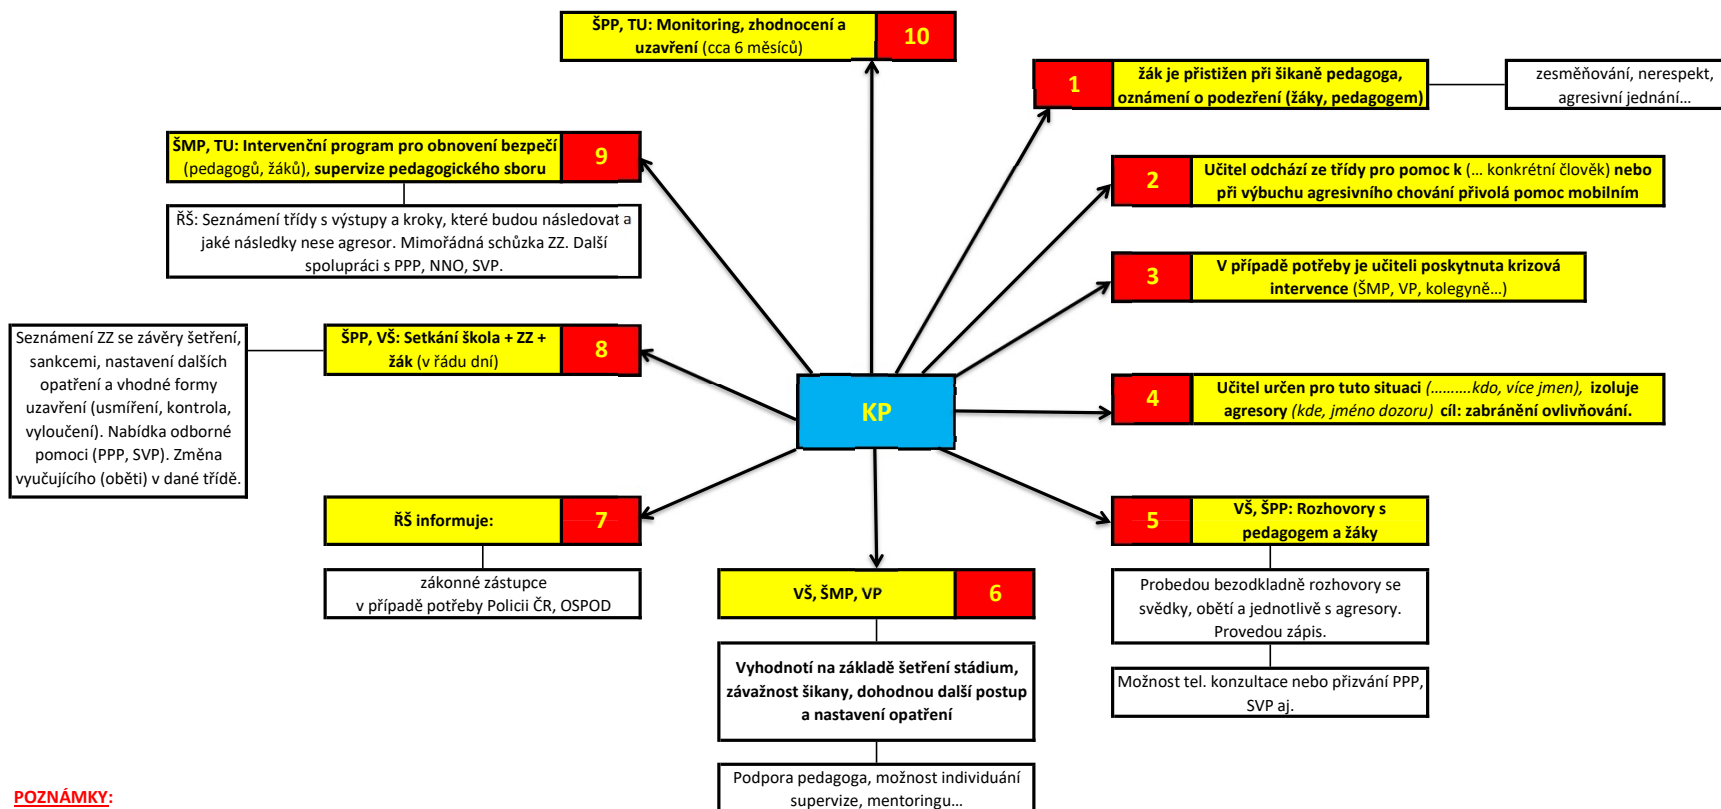 ŠPP, TU: Monitoring, zhodnocení a
uzavření (cca 6 měsíců)
10
1
žák je přistižen při šikaně pedagoga,
oznámení o podezření (žáky, pedagogem)
zesměňování, nerespekt,
agresivní jednání…
ŠMP, TU: Intervenční program pro obnovení bezpečí
(pedagogů, žáků), supervize pedagogického sboru
9
ŘŠ: Seznámení třídy s výstupy a kroky, které budou následovat a
jaké následky nese agresor. Mimořádná schůzka ZZ. Další
spolupráci s PPP, NNO, SVP.
2
Učitel odchází ze třídy pro pomoc k (… konkrétní člověk) nebo
při výbuchu agresivního chování přivolá pomoc mobilním
3
V případě potřeby je učiteli poskytnuta krizová
intervence (ŠMP, VP, kolegyně…)
Seznámení ZZ se závěry šetření,
sankcemi, nastavení dalších
opatření a vhodné formy
uzavření (usmíření, kontrola,
vyloučení). Nabídka odborné
pomoci (PPP, SVP). Změna
vyučujícího (oběti) v dané třídě.
ŠPP, VŠ: Setkání škola + ZZ +
žák (v řádu dní)
8
KP
4
Učitel určen pro tuto situaci (……….kdo, více jmen), izoluje
agresory (kde, jméno dozoru) cíl: zabránění ovlivňování.
ŘŠ informuje:
7
zákonné zástupce
v případě potřeby Policii ČR, OSPOD
5
VŠ, ŠPP: Rozhovory s
pedagogem a žáky
Probedou bezodkladně rozhovory se
svědky, obětí a jednotlivě s agresory.
Provedou zápis.
Možnost tel. konzultace nebo přizvání PPP,
SVP aj.
VŠ, ŠMP, VP
6
Vyhodnotí na základě šetření stádium,
závažnost šikany, dohodnou další postup
a nastavení opatření
Podpora pedagoga, možnost individuání
supervize, mentoringu…
POZNÁMKY: